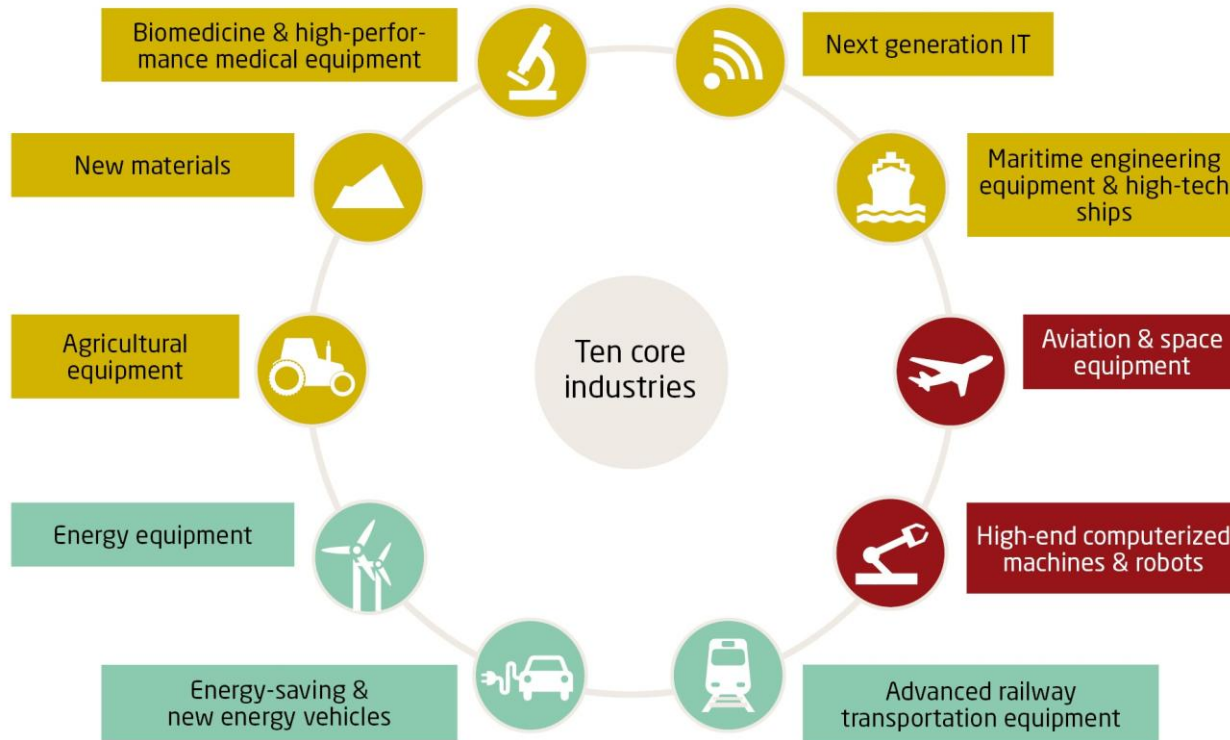 Biomedicine & high-perfor-
mance medical equipment
Next generation IT
New materials
Maritime engineering
equipment & high-tech
ships
Agricultural
equipment
Ten core
industries
Aviation & space
equipment
Energy equipment
High-end computerized
machines & robots
Energy-saving &
new energy vehicles
Advanced railway
transportation equipment